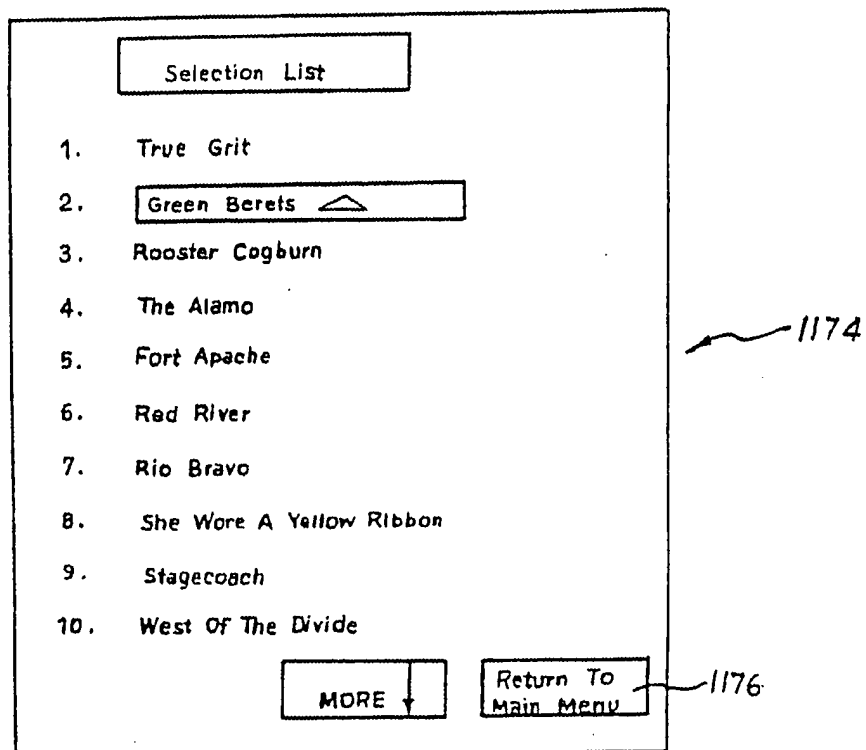 Selection List
1. True Grit
2. Green Berets
3. Rooster Cogburn
4. The Alamo
1174
5. Fort Apache
6. Red River
7. Rio Bravo
8. She Wore A Yellow Ribbon
9. Stagecoach
10. West Of The Divide
MORE
Return To
Main Menu
1176